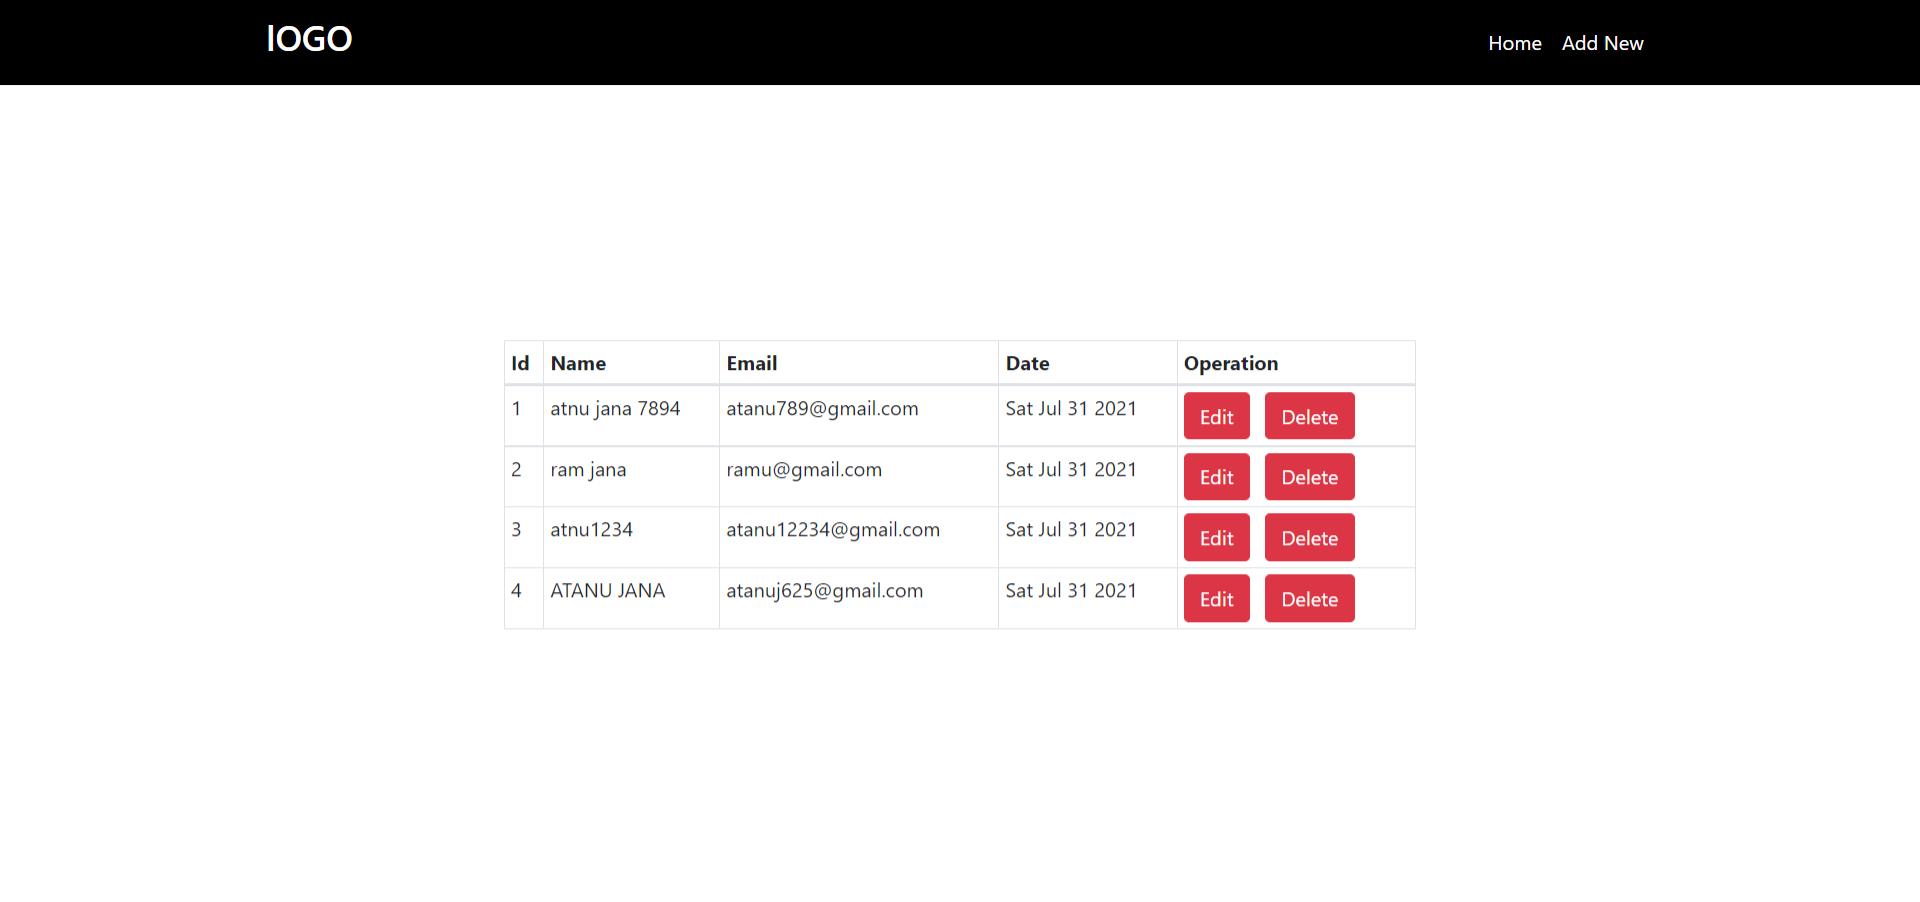 lOGO Home Add New
Id Name Email Date Operation
1 atnu jana 7894 atanu789@gmail.com Sat Jul 31 2021 Edit Delete
2 ram jana ramu@gmail.com Sat Jul 31 2021 Edit Delete
3 atnu1234 atanu12234@gmail.com Sat Jul 31 2021 Edit Delete
4 ATANU JANA atanuj625@gmail.com Sat Jul 31 2021 Edit Delete